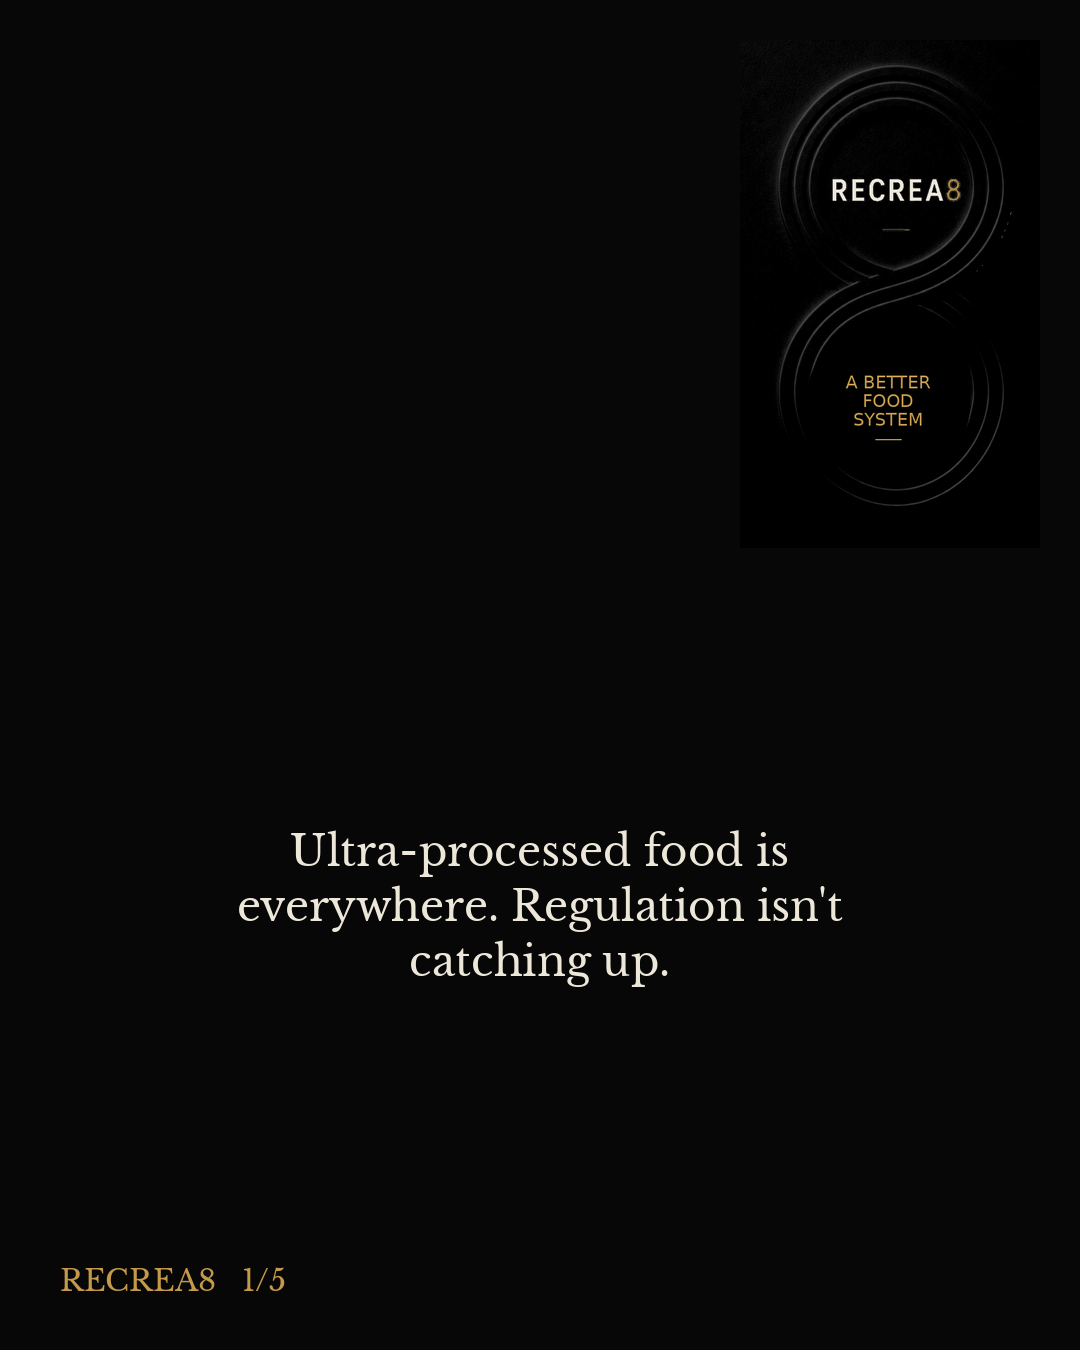 RECREA8
A BETTER
FOOD
SYSTEM
Ultra-processed food is
everywhere. Regulation isn't
catching up.
RECREA8 1/5